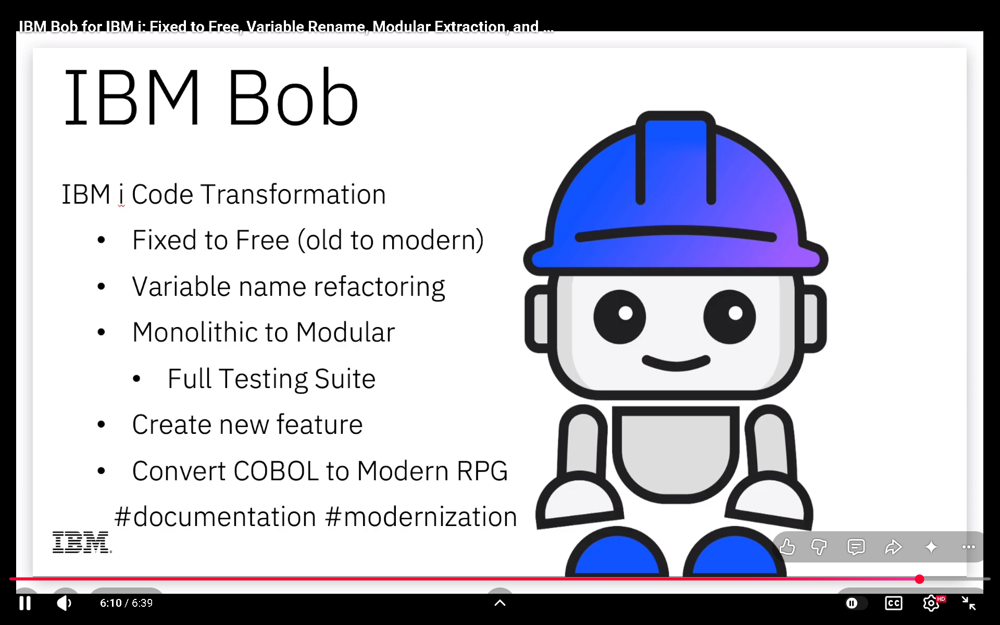 IBM Bob for IBM i: Fixed to Free, Variable Rename, Modular Extraction, and ...
IBM Bob
IBM i Code Transformation
• Fixed to Free (old to modern)
• Variable name refactoring
• Monolithic to Modular
• Full Testing Suite
• Create new feature
• Convert COBOL to Modern RPG
#documentation #modernization
IBM®
6:10 / 6:39
CC
HD